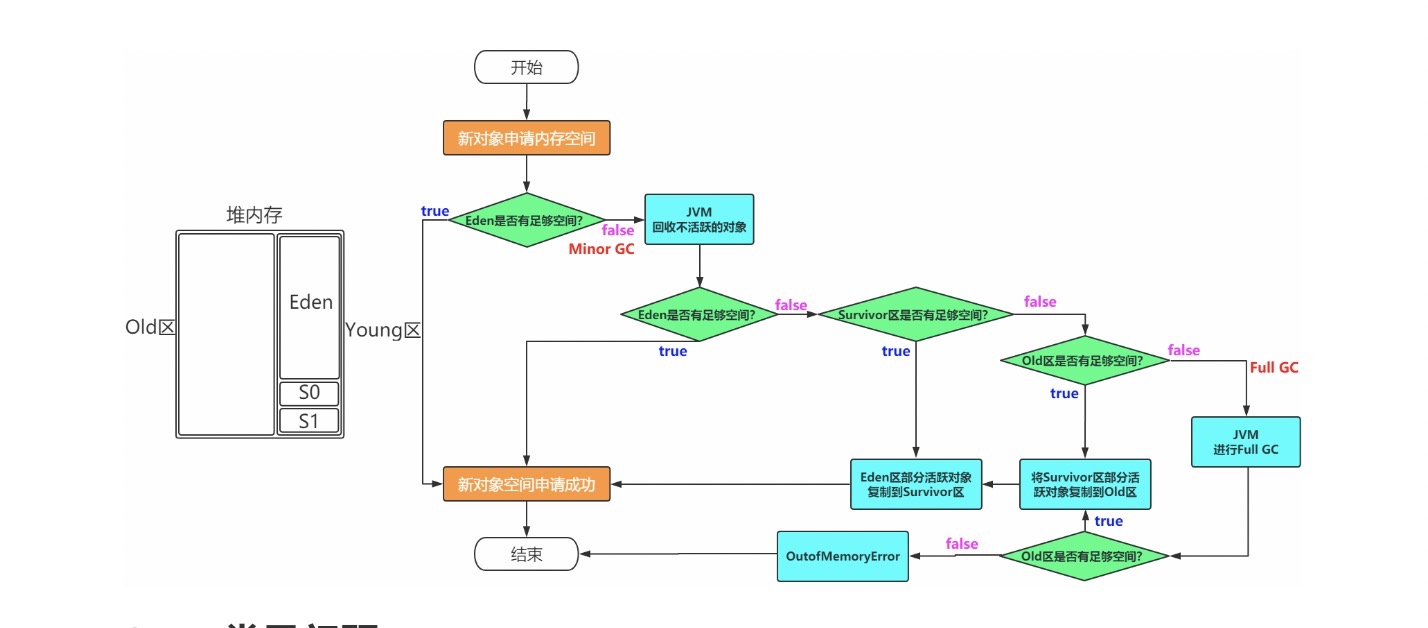 开始
新对象申请内存空间
true
Eden是否有足够空间?
false
Minor GC
JVM
回收不活跃的对象
堆内存
Old区
Eden
S0
S1
Young区
Eden是否有足够空间?
false
true
Survivor区是否有足够空间?
false
true
Old区是否有足够空间?
false
Full GC
true
JVM
进行Full GC
新对象空间申请成功
Eden区部分活跃对象
复制到Survivor区
将Survivor区部分活
跃对象复制到Old区
true
结束
OutofMemoryError
false
Old区是否有足够空间?